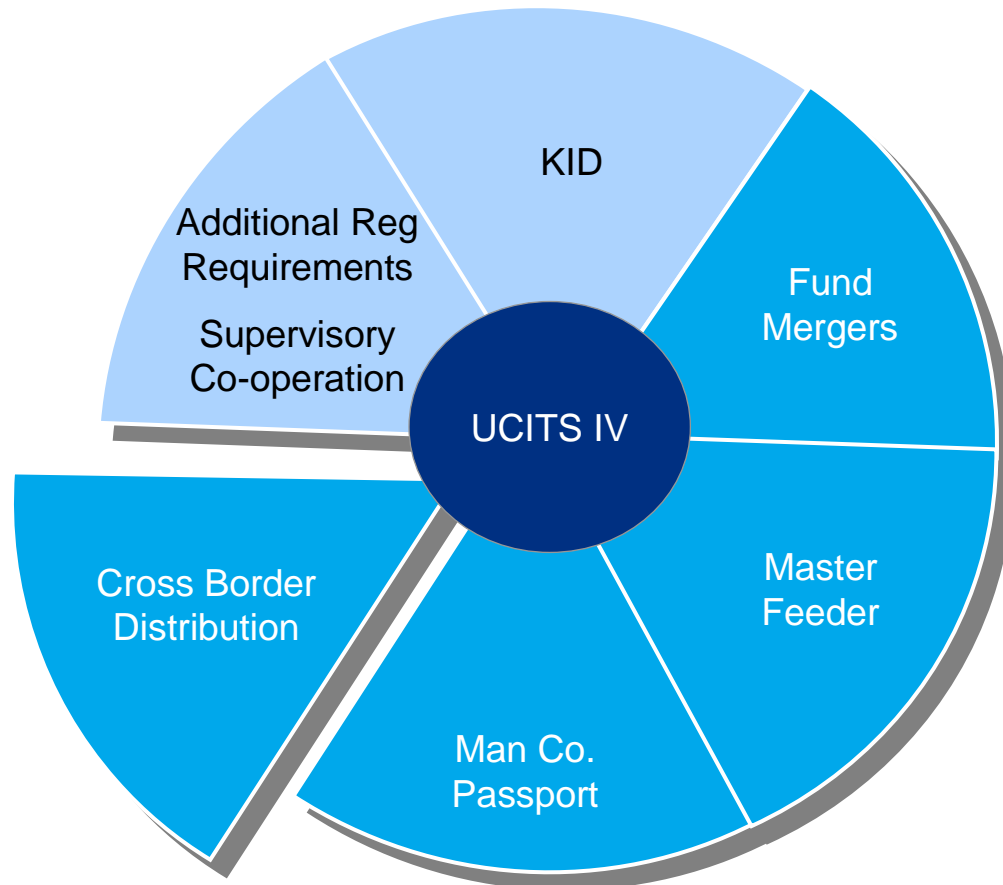 KID
Additional Reg
Requirements
Supervisory
Co-operation
Fund
Mergers
UCITS IV
Cross Border
Distribution
Master
Feeder
Man Co.
Passport